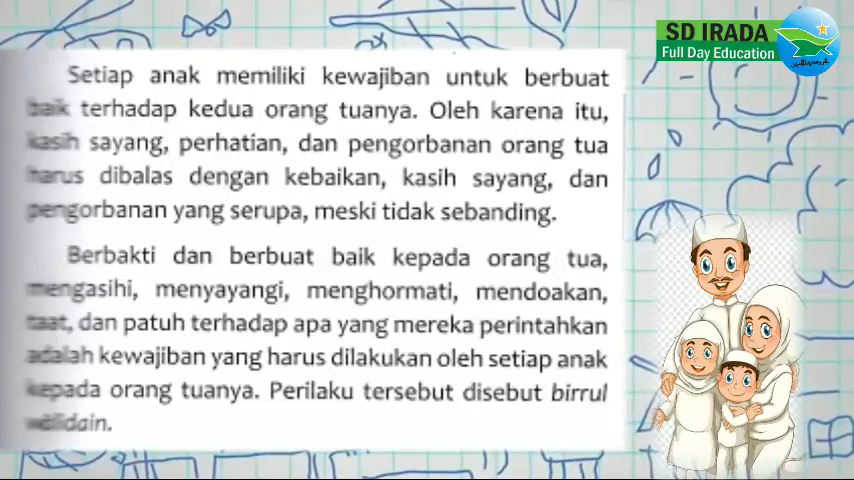 SD IRADA
Full Day Education
Setiap anak memiliki kewajiban untuk berbuat
baik terhadap kedua orang tuanya. Oleh karena itu,
kasih sayang, perhatian, dan pengorbanan orang tua
harus dibalas dengan kebaikan, kasih sayang, dan
pengorbanan yang serupa, meski tidak sebanding.
Berbakti dan berbuat baik kepada orang tua,
mengasihi, menyayangi, menghormati, mendoakan,
taat, dan patuh terhadap apa yang mereka perintahkan
adalah kewajiban yang harus dilakukan oleh setiap anak
kepada orang tuanya. Perilaku tersebut disebut birrul
walidain.